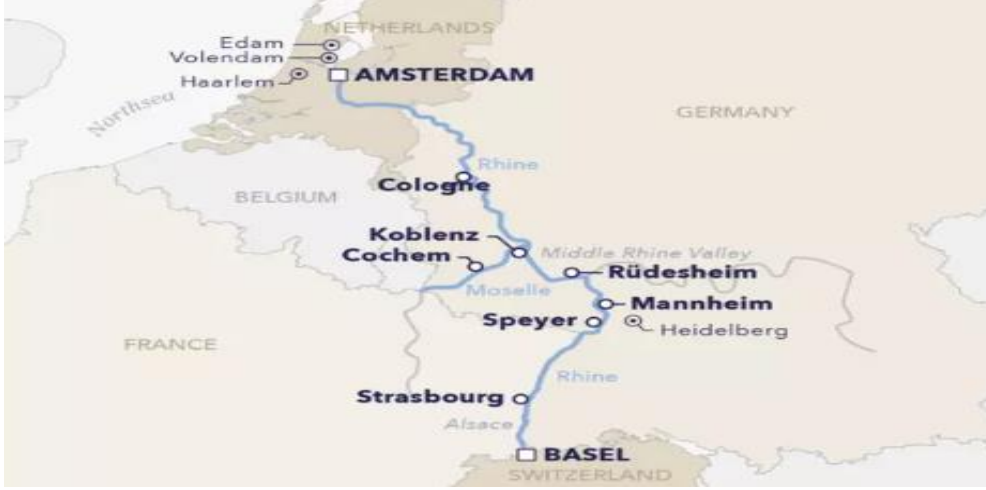 NETHERLANDS
Edam
Volendam
Haarlem
AMSTERDAM
Northsea
GERMANY
Rhine
Cologne
BELGIUM
Koblenz
Middle Rhine Valley
Cochem
Rüdesheim
Moselle
Mannheim
Speyer
Heidelberg
FRANCE
Rhine
Strasbourg
Alsace
BASEL
SWITZERLAND